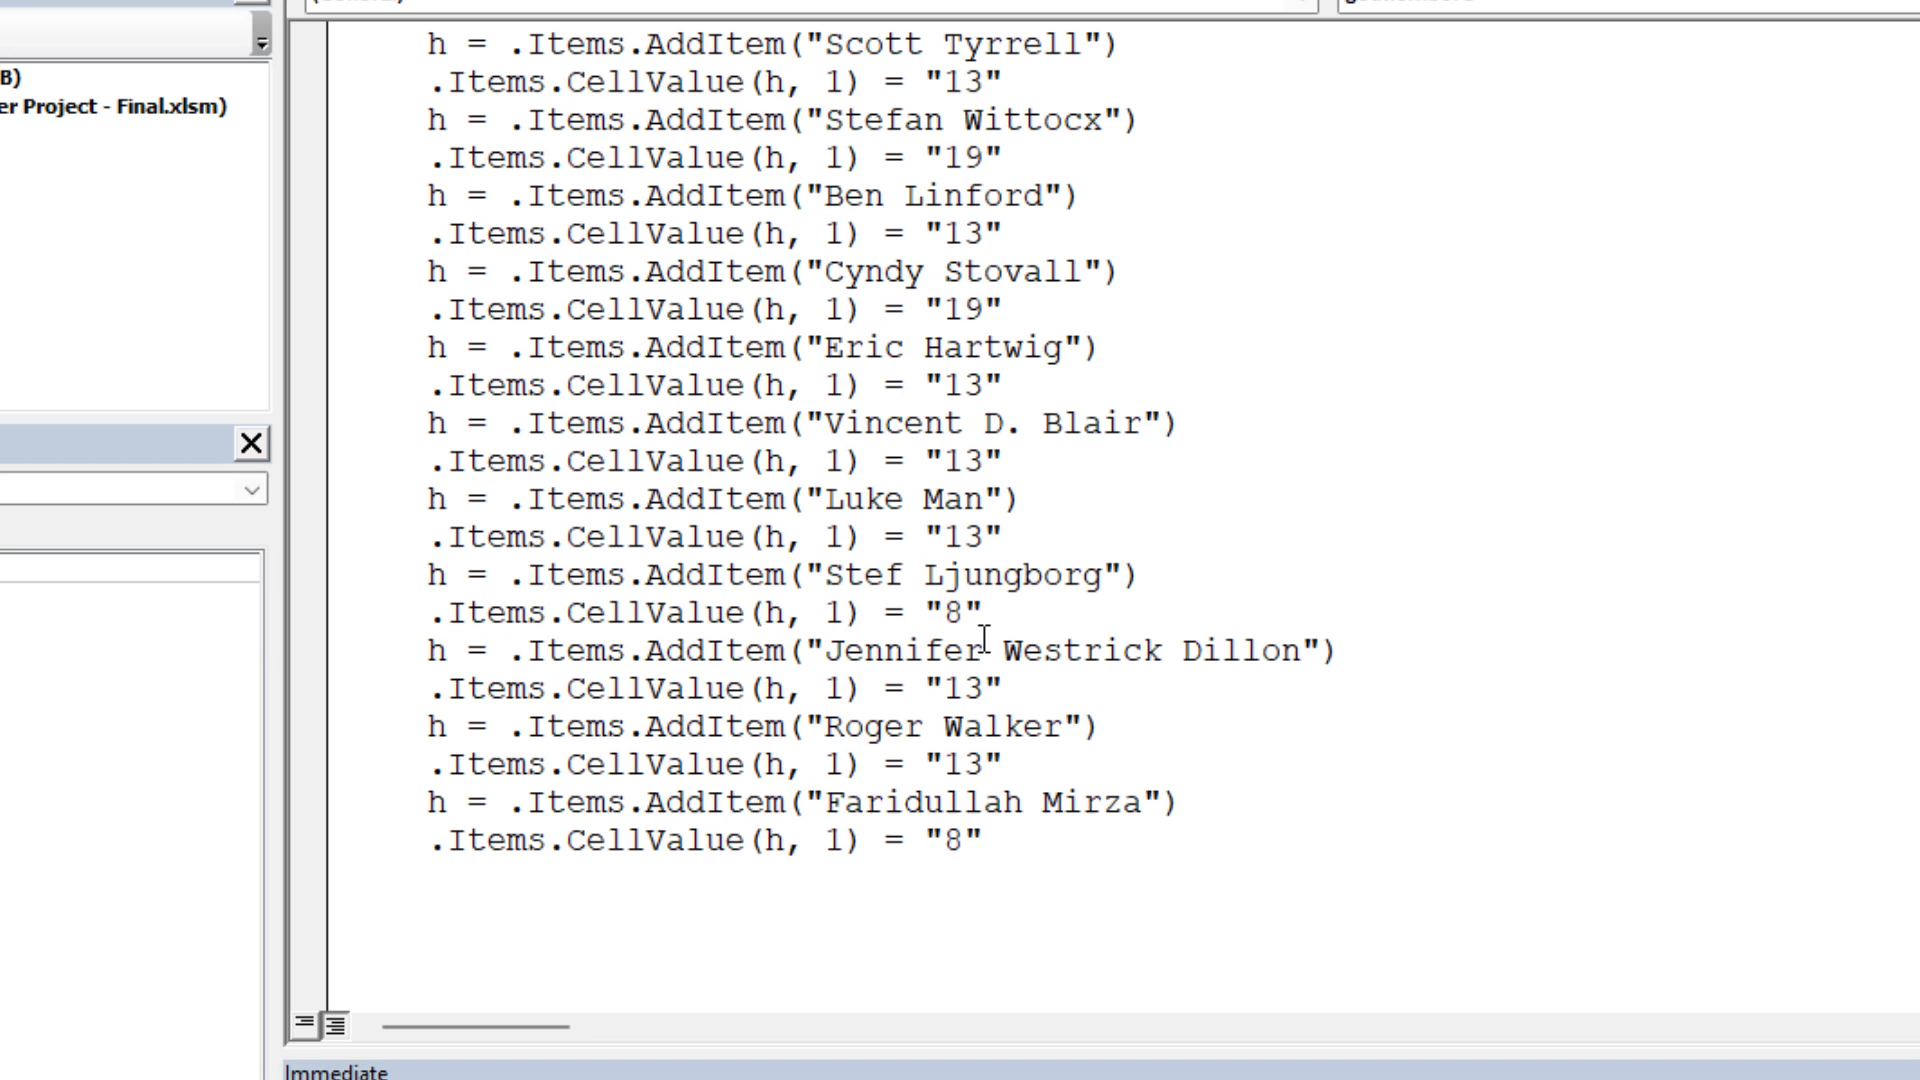 B)
er Project - Final.xlsm)
h = .Items.AddItem("Scott Tyrrell")
.Items.CellValue(h, 1) = "13"
h = .Items.AddItem("Stefan Wittocx")
.Items.CellValue(h, 1) = "19"
h = .Items.AddItem("Ben Linford")
.Items.CellValue(h, 1) = "13"
h = .Items.AddItem("Cyndy Stovall")
.Items.CellValue(h, 1) = "19"
h = .Items.AddItem("Eric Hartwig")
.Items.CellValue(h, 1) = "13"
h = .Items.AddItem("Vincent D. Blair")
.Items.CellValue(h, 1) = "13"
h = .Items.AddItem("Luke Man")
.Items.CellValue(h, 1) = "13"
h = .Items.AddItem("Stef Ljungborg")
.Items.CellValue(h, 1) = "8"
h = .Items.AddItem("Jennifer Westrick Dillon")
.Items.CellValue(h, 1) = "13"
h = .Items.AddItem("Roger Walker")
.Items.CellValue(h, 1) = "13"
h = .Items.AddItem("Faridullah Mirza")
.Items.CellValue(h, 1) = "8"
Immediate